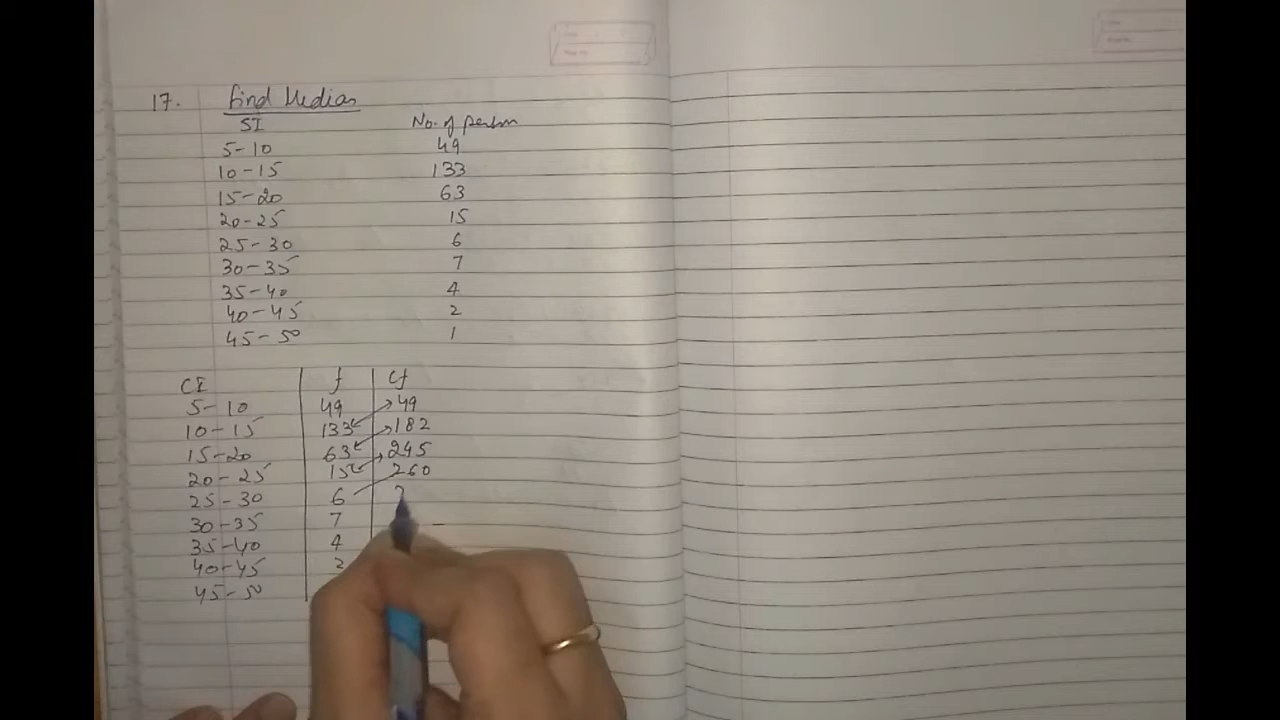 17. Find Median
SI No. of person
5-10 49
10-15 133
15-20 63
20-25 15
25-30 6
30-35 7
35-40 4
40-45 2
45-50 1
CI f Cf
5-10 49 49
10-15 133 182
15-20 63 245
20-25 15 260
25-30 6 2
30-35 7
35-40 4
40-45 2
45-50